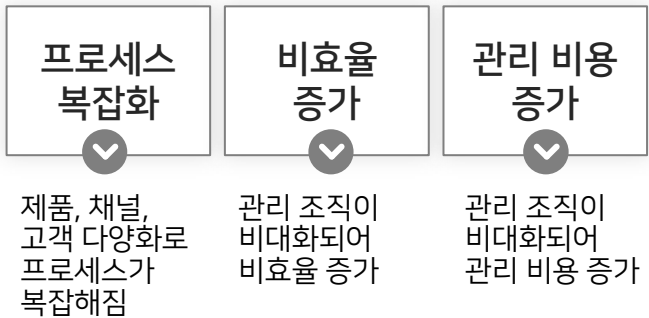 프로세스
복잡화
비효율
증가
관리 비용
증가
제품, 채널,
고객 다양화로
프로세스가
복잡해짐
관리 조직이
비대화되어
비효율 증가
관리 조직이
비대화되어
관리 비용 증가